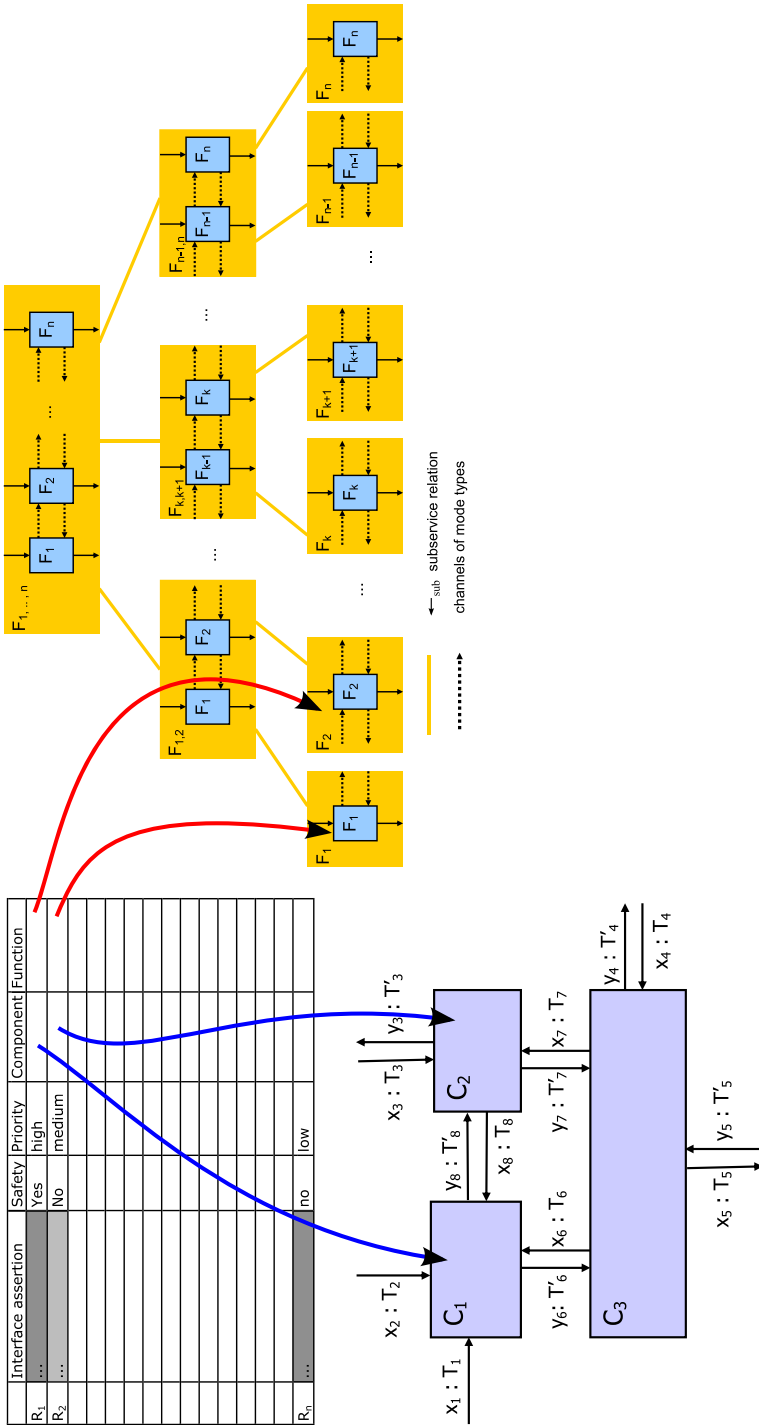 Interface assertion Safety Priority Component Function
R1 ... Yes high
R2 ... No medium
Rn ... no low
F1, .. , n
F1 F2 ... Fn
F1,2
F1 F2
...
Fk,k+1
Fk-1 Fk
...
Fn-1,n
Fn-1 Fn
F1
F1
F2
F2
...
Fk
Fk
Fk+1
Fk+1
...
Fn-1
Fn-1
Fn
Fn
←sub subservice relation
channels of mode types
x1 : T1
x2 : T2
C1
y8 : T'8
x8 : T8
x3 : T3
y3 : T'3
C2
y6: T'6
x6 : T6
y7 : T'7
x7 : T7
C3
y4 : T'4
x4 : T4
x5 : T5
y5 : T'5